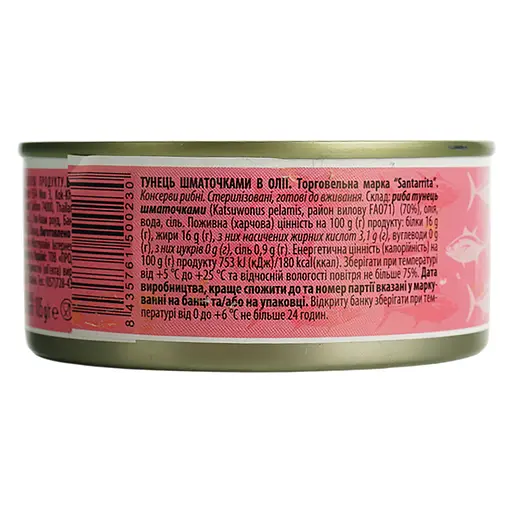 ТУНЕЦЬ ШМАТОЧКАМИ В ОЛІЇ. Торговельна марка "Santarrita".
Консерви рибні. Стерилізовані, готові до вживання. Склад: риба тунець
шматочками (Katsuwonus pelamis, район вилову FA071) (70%), олія,
вода, сіль. Поживна (харчова) цінність на 100 g (г) продукту: білки 16 g
(г), жири 16 g (г), з них насичених жирних кислот 3,1 g (г), вуглеводи 0 g
(г), з них цукрів 0 g (г), сіль 0,9 g (г). Енергетична цінність (калорійність) на
100 g (г) продукту 753 kJ (кДж)/180 kcal(ккал). Зберігати при температурі
від +5 °C до +25 °C та відносній вологості повітря не більше 75%. Дата
виробництва, краще спожити до та номер партії вказані у марку-
ванні на банці та/або на упаковці. Відкриту банку зберігати при тем-
пературі від 0 до +6 °C не більше 24 годин.
8 435761 500230